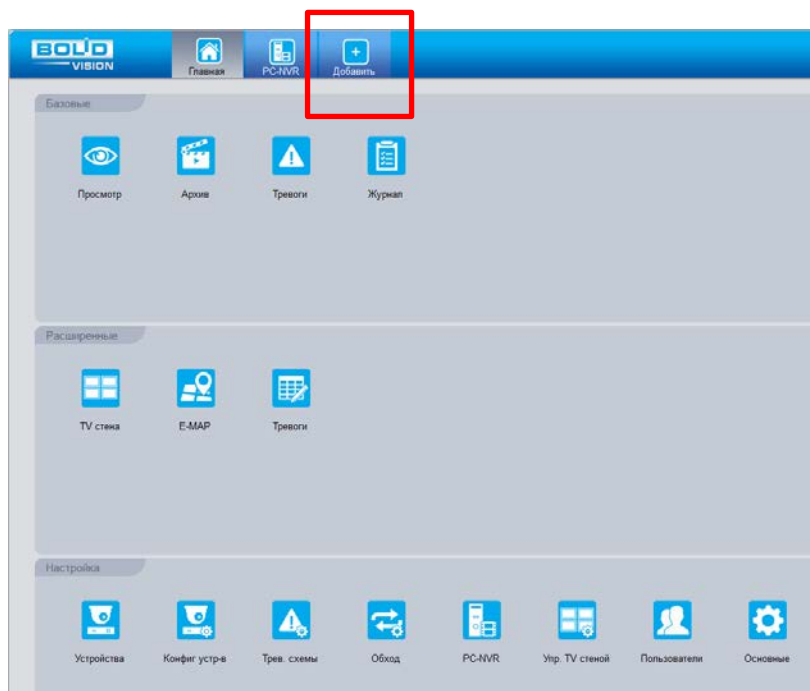 BOLID
VISION
Главная
PC-NVR
Добавить
Базовые
Просмотр
Архив
Тревоги
Журнал
Расширенные
TV стена
E-MAP
Тревоги
Настройка
Устройства
Конфиг устр-в
Трев. схемы
Обход
PC-NVR
Упр. TV стеной
Пользователи
Основные